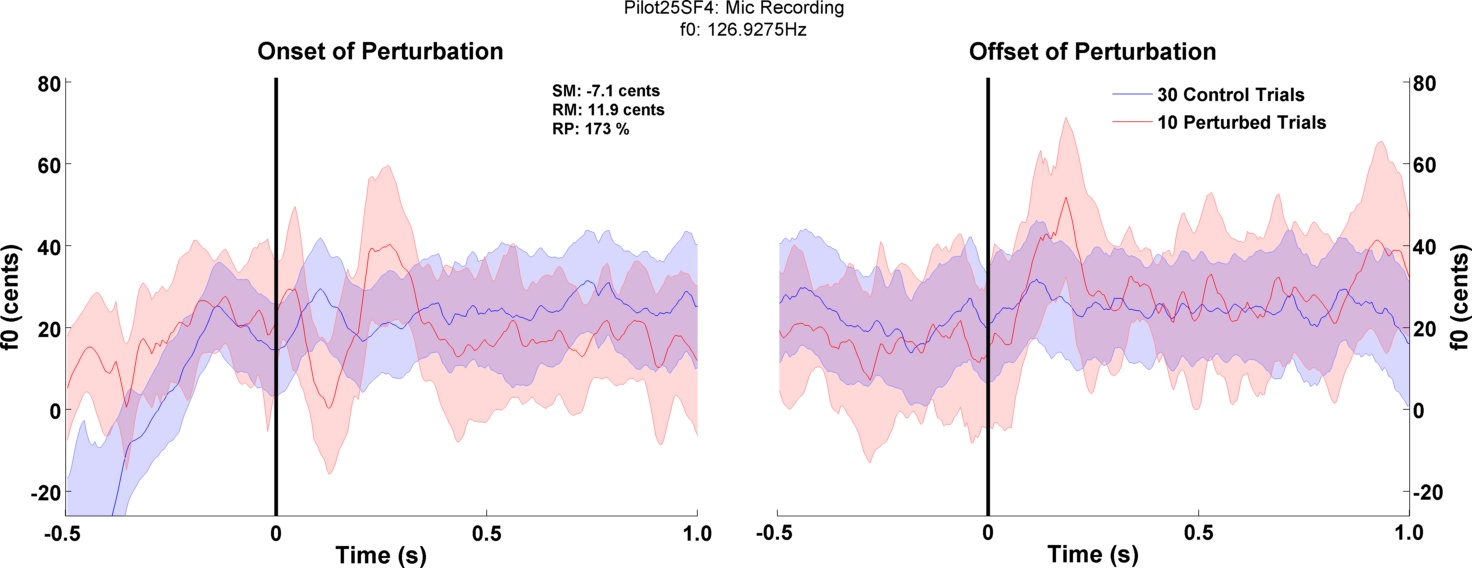 Pilot25SF4: Mic Recording
f0: 126.9275Hz
Onset of Perturbation
Offset of Perturbation
SM: -7.1 cents
RM: 11.9 cents
RP: 173 %
30 Control Trials
10 Perturbed Trials
f0 (cents)
80
60
40
20
0
-20
-0.5
0
0.5
1.0
Time (s)
-0.5
0
0.5
1.0
Time (s)
80
60
40
20
0
-20
f0 (cents)